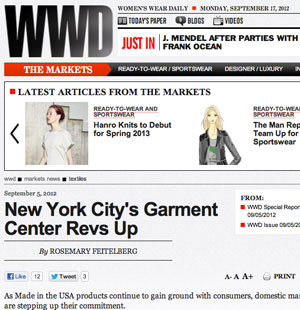 WWD
WOMEN'S WEAR DAILY ■ MONDAY, SEPTEMBER 17, 2012
TODAY'S PAPER BLOGS VIDEOS
JUST IN J. MENDEL AFTER PARTIES WITH
FRANK OCEAN
THE MARKETS READY-TO-WEAR / SPORTSWEAR DESIGNER / LUXURY IN
■ LATEST ARTICLES FROM THE MARKETS
READY-TO-WEAR AND
SPORTSWEAR
Hanro Knits to Debut
for Spring 2013
READY-TO-WEAR
SPORTSWEAR
The Man Rep
Team Up for
Sportswear
wwd ■ markets news ■ textiles
September 5, 2012
New York City's Garment
Center Revs Up
By ROSEMARY FEITELBERG
FROM:
WWD Special Report
09/05/2012
WWD Issue 09/05/20
Like 12 Tweet 3
A- A A+ PRINT
As Made in the USA products continue to gain ground with consumers, domestic ma
are stepping up their commitment.